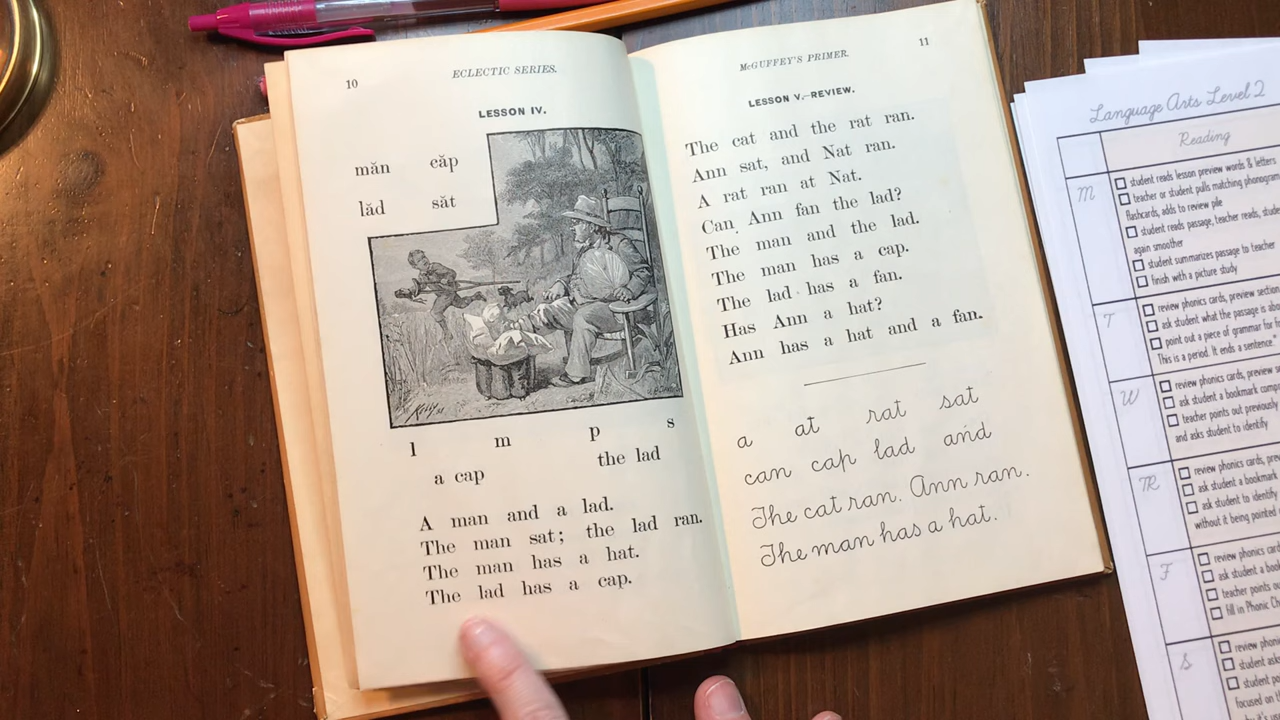 10
ECLECTIC SERIES.
LESSON IV.
măn căp
lăd săt
l m p s
a cap the lad
A man and a lad.
The man sat; the lad ran.
The man has a hat.
The lad has a cap.
McGUFFEY'S PRIMER.
11
LESSON V.—REVIEW.
The cat and the rat ran.
Ann sat, and Nat ran.
A rat ran at Nat.
Can Ann fan the lad?
The man and the lad.
The man has a cap.
The lad has a fan.
Has Ann a hat?
Ann has a hat and a fan.
a at rat sat
can cap lad and
The cat ran. Ann ran.
The man has a hat.
Language Arts Level 2
Reading
M
student reads lesson preview words & letters
teacher or student pulls matching phonogram
flashcards, adds to review pile
student reads passage, teacher reads,
again smoother
student summarizes passage to teacher
finish with a picture study
T
review phonics cards, preview
ask student what the passage is
point out a piece of grammar for
This is a period. It ends a sentence."
W
review phonics cards, preview
ask student a bookmark
teacher points out previously
and asks student to identify
TR
review phonics cards,
ask student a bookmark
ask student to identify
without it being pointed
F
review phonics
ask student a
teacher points
fill in Phonic
S
review
student
student
focused on